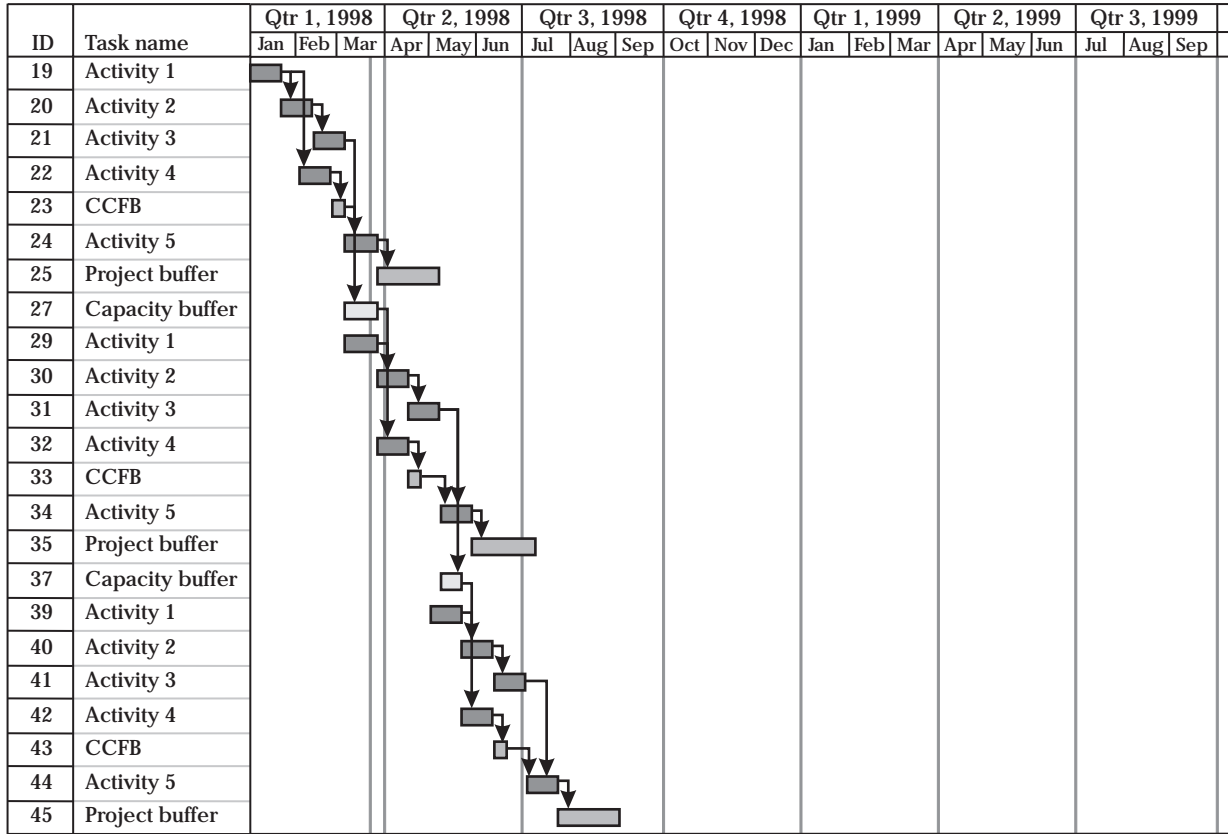 Qtr 1, 1998 Qtr 2, 1998 Qtr 3, 1998 Qtr 4, 1998 Qtr 1, 1999 Qtr 2, 1999 Qtr 3, 1999
ID Task name Jan Feb Mar Apr May Jun Jul Aug Sep Oct Nov Dec Jan Feb Mar Apr May Jun Jul Aug Sep
19 Activity 1
20 Activity 2
21 Activity 3
22 Activity 4
23 CCFB
24 Activity 5
25 Project buffer
27 Capacity buffer
29 Activity 1
30 Activity 2
31 Activity 3
32 Activity 4
33 CCFB
34 Activity 5
35 Project buffer
37 Capacity buffer
39 Activity 1
40 Activity 2
41 Activity 3
42 Activity 4
43 CCFB
44 Activity 5
45 Project buffer